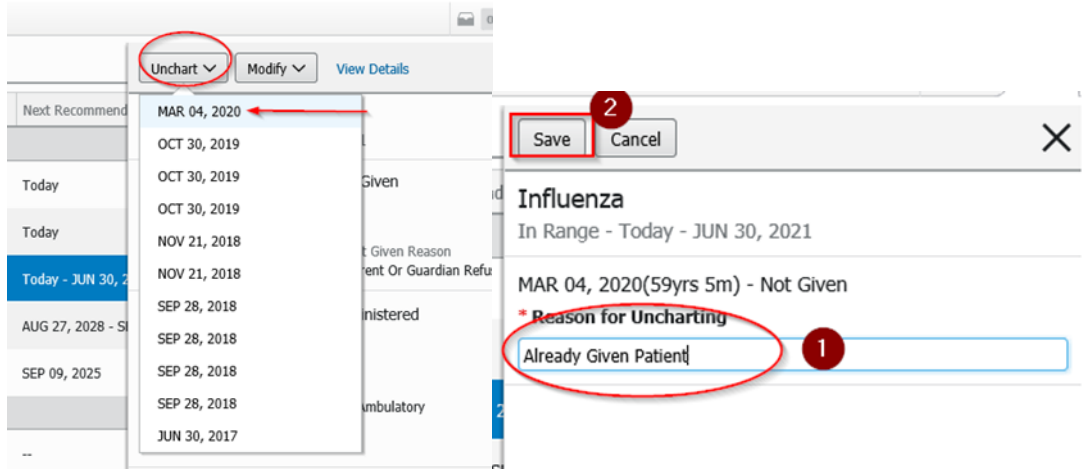 Unchart
Modify
View Details
Next Recommend
MAR 04, 2020
OCT 30, 2019
OCT 30, 2019
OCT 30, 2019
NOV 21, 2018
NOV 21, 2018
SEP 28, 2018
SEP 28, 2018
SEP 28, 2018
SEP 28, 2018
JUN 30, 2017
Today
Today
Today - JUN 30, 2
AUG 27, 2028 - S
SEP 09, 2025
--
Given
t Given Reason
ent Or Guardian Refu
inistered
mbulatory
2
Save
Cancel
Influenza
In Range - Today - JUN 30, 2021
MAR 04, 2020(59yrs 5m) - Not Given
* Reason for Uncharting
Already Given Patient
1